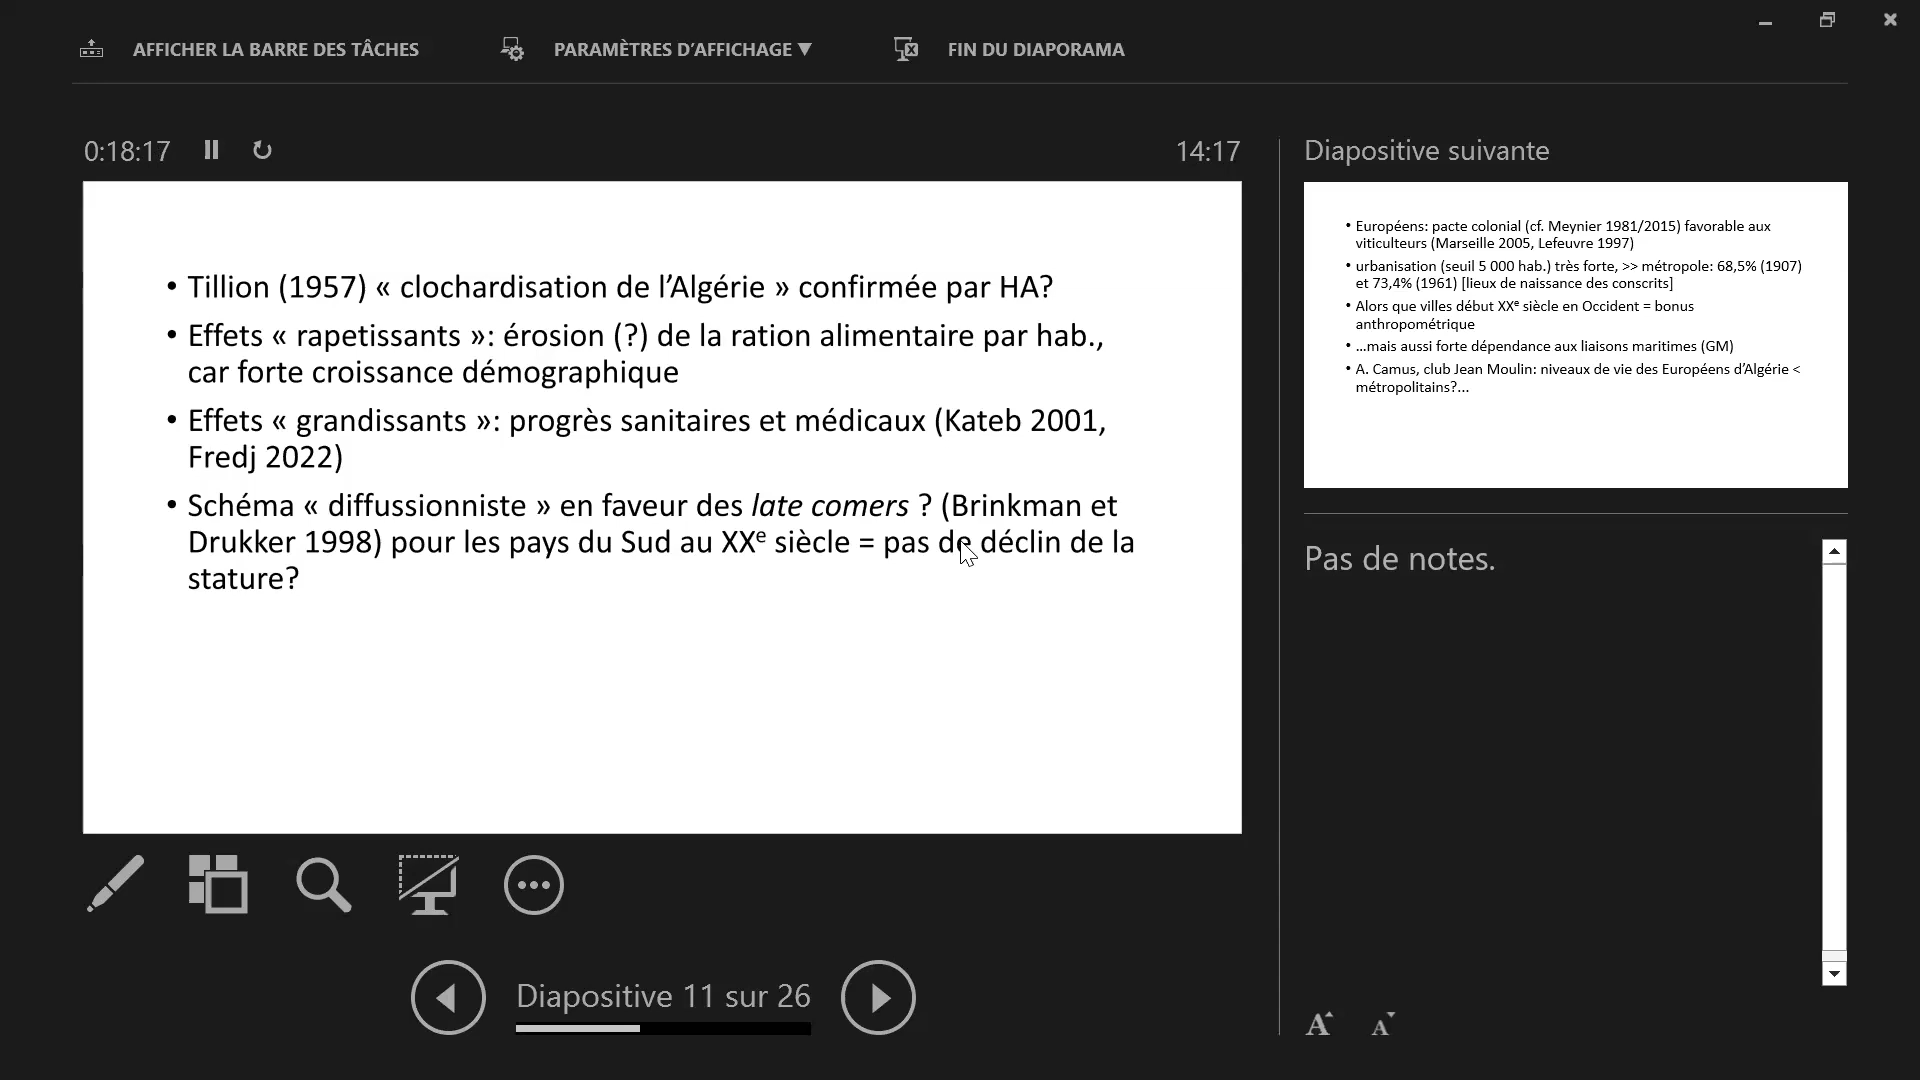 AFFICHER LA BARRE DES TÂCHES
PARAMÈTRES D’AFFICHAGE ▼
FIN DU DIAPORAMA
0:18:17
14:17
• Tillion (1957) « clochardisation de l’Algérie » confirmée par HA?
• Effets « rapetissants »: érosion (?) de la ration alimentaire par hab.,
car forte croissance démographique
• Effets « grandissants »: progrès sanitaires et médicaux (Kateb 2001,
Fredj 2022)
• Schéma « diffussionniste » en faveur des late comers ? (Brinkman et
Drukker 1998) pour les pays du Sud au XXe siècle = pas de déclin de la
stature?
Diapositive 11 sur 26
Diapositive suivante
• Européens: pacte colonial (cf. Meynier 1981/2015) favorable aux
viticulteurs (Marseille 2005, Lefeuvre 1997)
• urbanisation (seuil 5 000 hab.) très forte, >> métropole: 68,5% (1907)
et 73,4% (1961) [lieux de naissance des conscrits]
• Alors que villes début XXe siècle en Occident = bonus
anthropométrique
• …mais aussi forte dépendance aux liaisons maritimes (GM)
• A. Camus, club Jean Moulin: niveaux de vie des Européens d’Algérie <
métropolitains?...
Pas de notes.
A A